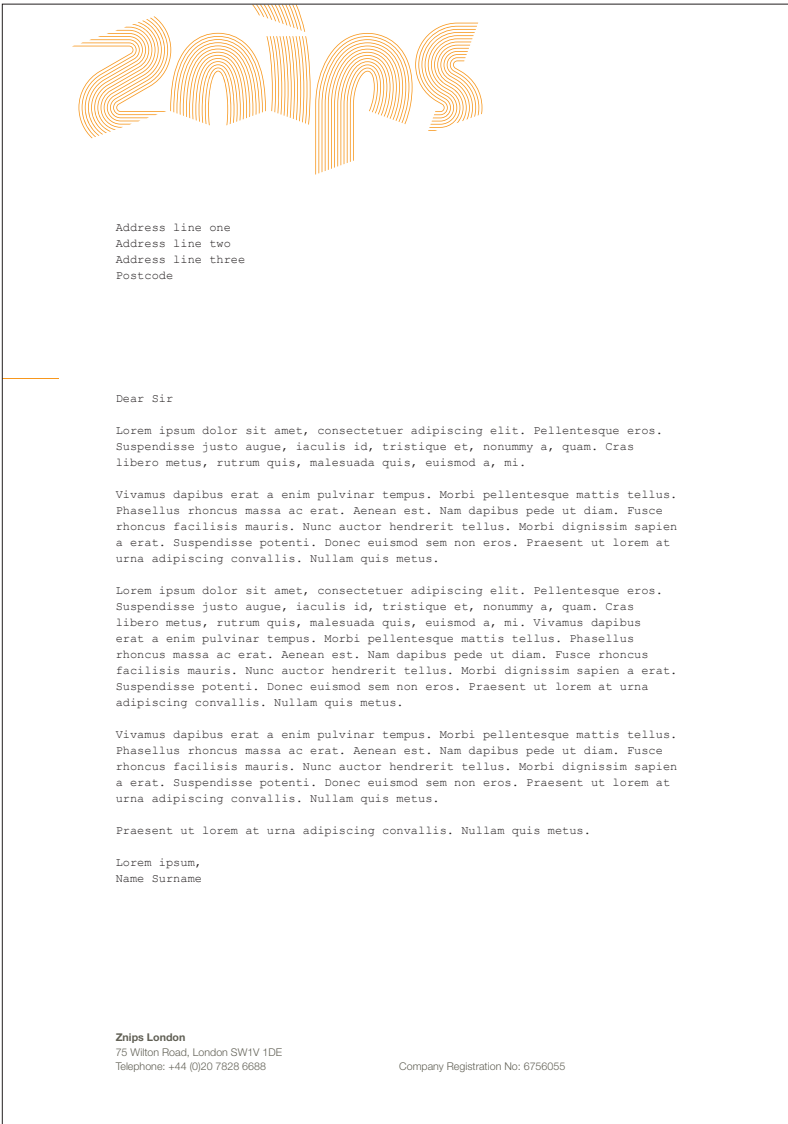 Znips
Address line one
Address line two
Address line three
Postcode
Dear Sir
Lorem ipsum dolor sit amet, consectetuer adipiscing elit. Pellentesque eros.
Suspendisse justo augue, iaculis id, tristique et, nonummy a, quam. Cras
libero metus, rutrum quis, malesuada quis, euismod a, mi.
Vivamus dapibus erat a enim pulvinar tempus. Morbi pellentesque mattis tellus.
Phasellus rhoncus massa ac erat. Aenean est. Nam dapibus pede ut diam. Fusce
rhoncus facilisis mauris. Nunc auctor hendrerit tellus. Morbi dignissim sapien
a erat. Suspendisse potenti. Donec euismod sem non eros. Praesent ut lorem at
urna adipiscing convallis. Nullam quis metus.
Lorem ipsum dolor sit amet, consectetuer adipiscing elit. Pellentesque eros.
Suspendisse justo augue, iaculis id, tristique et, nonummy a, quam. Cras
libero metus, rutrum quis, malesuada quis, euismod a, mi. Vivamus dapibus
erat a enim pulvinar tempus. Morbi pellentesque mattis tellus. Phasellus
rhoncus massa ac erat. Aenean est. Nam dapibus pede ut diam. Fusce rhoncus
facilisis mauris. Nunc auctor hendrerit tellus. Morbi dignissim sapien a erat.
Suspendisse potenti. Donec euismod sem non eros. Praesent ut lorem at urna
adipiscing convallis. Nullam quis metus.
Vivamus dapibus erat a enim pulvinar tempus. Morbi pellentesque mattis tellus.
Phasellus rhoncus massa ac erat. Aenean est. Nam dapibus pede ut diam. Fusce
rhoncus facilisis mauris. Nunc auctor hendrerit tellus. Morbi dignissim sapien
a erat. Suspendisse potenti. Donec euismod sem non eros. Praesent ut lorem at
urna adipiscing convallis. Nullam quis metus.
Praesent ut lorem at urna adipiscing convallis. Nullam quis metus.
Lorem ipsum,
Name Surname
Znips London
75 Wilton Road, London SW1V 1DE
Telephone: +44 (0)20 7828 6688
Company Registration No: 6756055